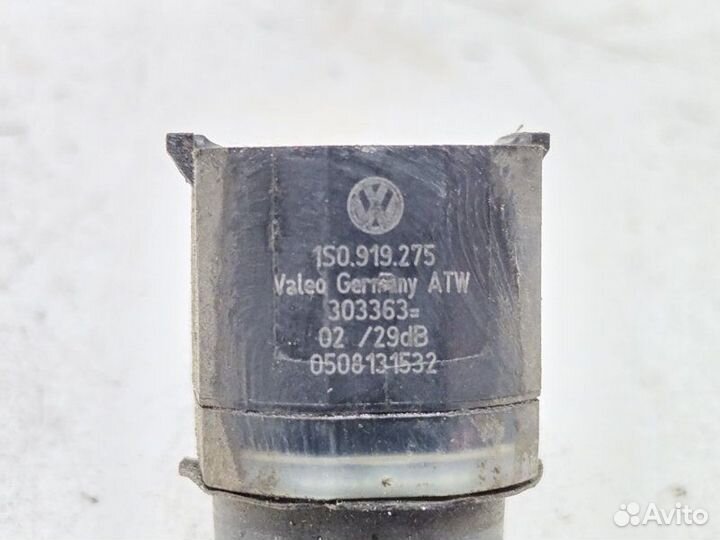 1S0.919.275
Valeo Germany ATW
303363=
02 /29dB
0508131532
Avito